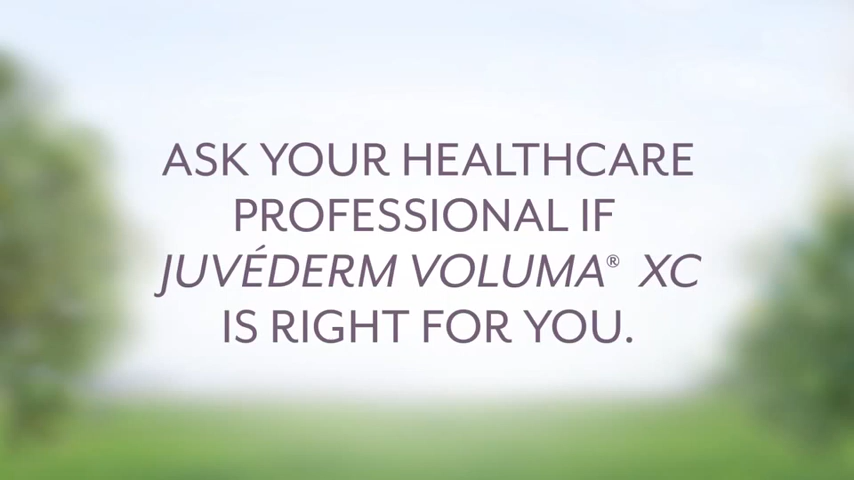 ASK YOUR HEALTHCARE
PROFESSIONAL IF
JUVÉDERM VOLUMA® XC
IS RIGHT FOR YOU.